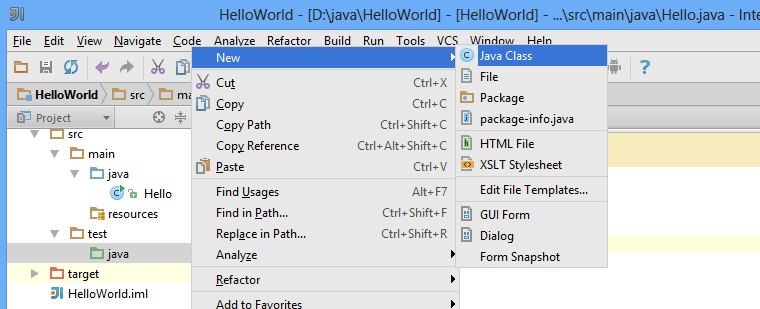 HelloWorld - [D:\java\HelloWorld] - [HelloWorld] - ...\src\main\java\Hello.java - Inte
File Edit View Navigate Code Analyze Refactor Build Run Tools VCS Window Help
HelloWorld src ma
Project
src
main
java
Hello
resources
test
java
target
HelloWorld.iml
New
Cut Ctrl+X
Copy Ctrl+C
Copy Path Ctrl+Shift+C
Copy Reference Ctrl+Alt+Shift+C
Paste Ctrl+V
Find Usages Alt+F7
Find in Path... Ctrl+Shift+F
Replace in Path... Ctrl+Shift+R
Analyze
Refactor
Add to Favorites
Java Class
File
Package
package-info.java
HTML File
XSLT Stylesheet
Edit File Templates...
GUI Form
Dialog
Form Snapshot